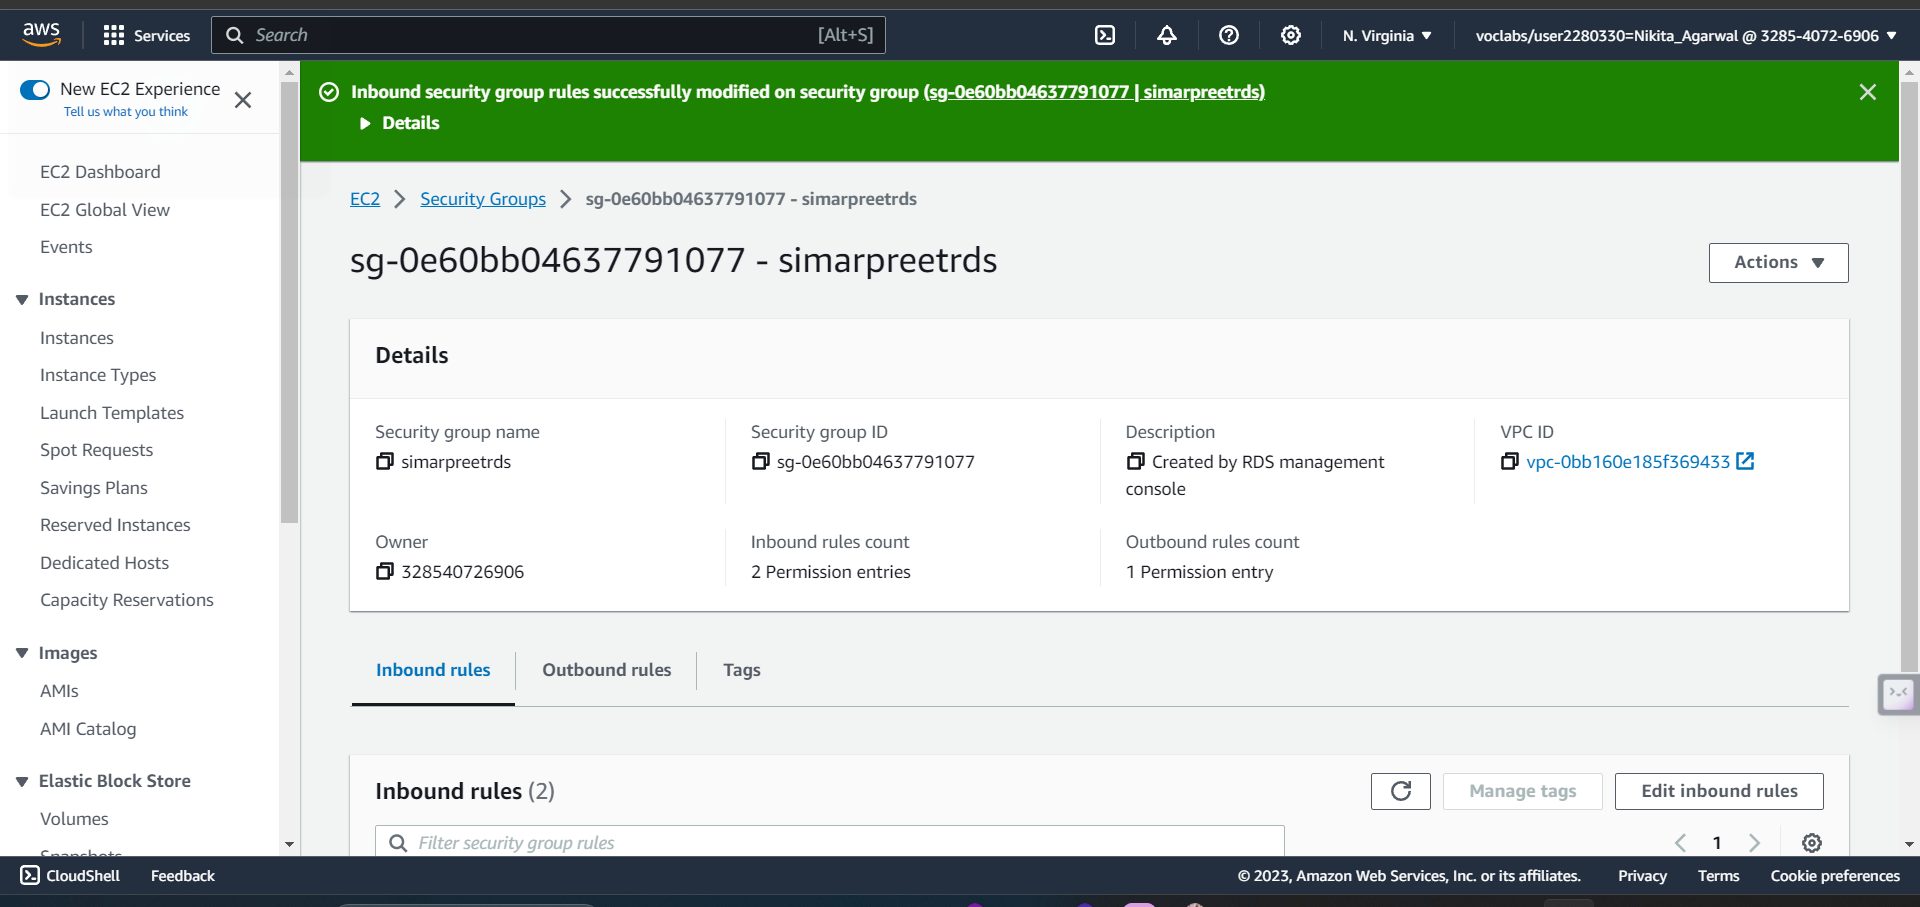 aws
Services
Search
[Alt+S]
N. Virginia
voclabs/user2280330=Nikita_Agarwal @ 3285-4072-6906
New EC2 Experience
Tell us what you think
EC2 Dashboard
EC2 Global View
Events
Instances
Instances
Instance Types
Launch Templates
Spot Requests
Savings Plans
Reserved Instances
Dedicated Hosts
Capacity Reservations
Images
AMIs
AMI Catalog
Elastic Block Store
Volumes
Snapshots
Inbound security group rules successfully modified on security group (sg-0e60bb04637791077 | simarpreetrds)
Details
EC2 > Security Groups > sg-0e60bb04637791077 - simarpreetrds
sg-0e60bb04637791077 - simarpreetrds
Actions
Details
Security group name
simarpreetrds
Security group ID
sg-0e60bb04637791077
Description
Created by RDS management
console
VPC ID
vpc-0bb160e185f369433
Owner
328540726906
Inbound rules count
2 Permission entries
Outbound rules count
1 Permission entry
Inbound rules
Outbound rules
Tags
Inbound rules (2)
Manage tags
Edit inbound rules
Filter security group rules
1
CloudShell
Feedback
© 2023, Amazon Web Services, Inc. or its affiliates.
Privacy
Terms
Cookie preferences